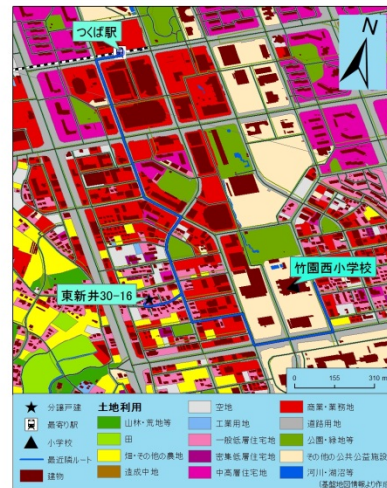 つくば駅
N
竹園西小学校
東新井30-16
0 155 310 m
分譲戸建
最寄り駅
小学校
最近隣ルート
建物
土地利用
山林・荒地等
田
畑・その他の農地
造成中地
空地
工業用地
一般低層住宅地
密集低層住宅地
中高層住宅地
商業・業務地
道路用地
公園・緑地等
その他の公共公益施設
河川・湖沼等
(基盤地図情報より作成)